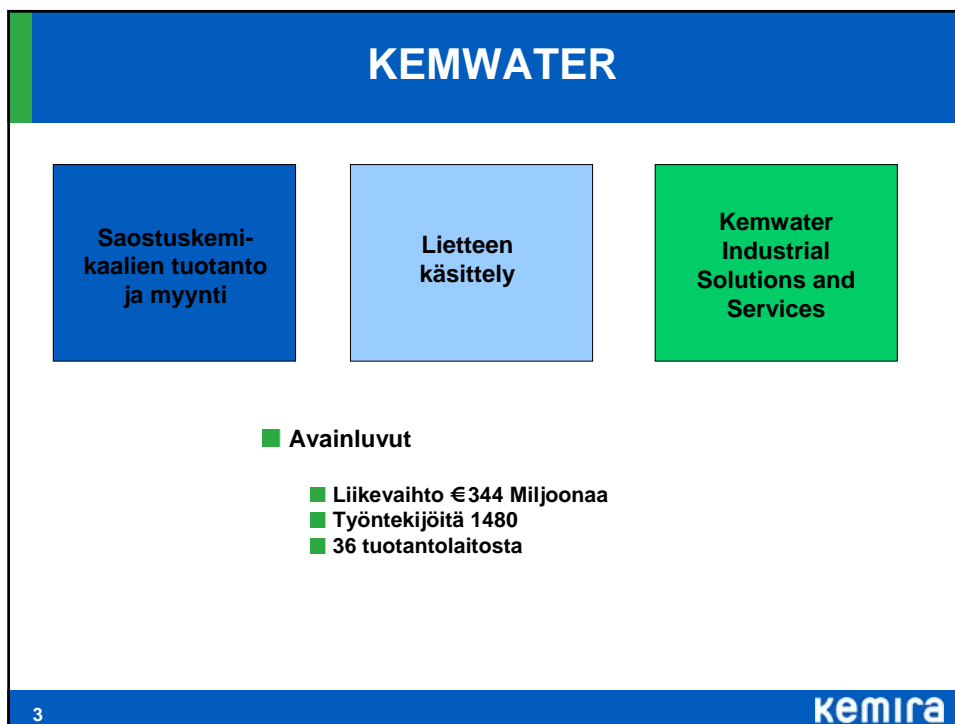 KEMWATER
Saostuskemi-
kaalien tuotanto
ja myynti
Lietteen
käsittely
Kemwater
Industrial
Solutions and
Services
Avainluvut
Liikevaihto €344 Miljoonaa
Työntekijöitä 1480
36 tuotantolaitosta
3
kemira